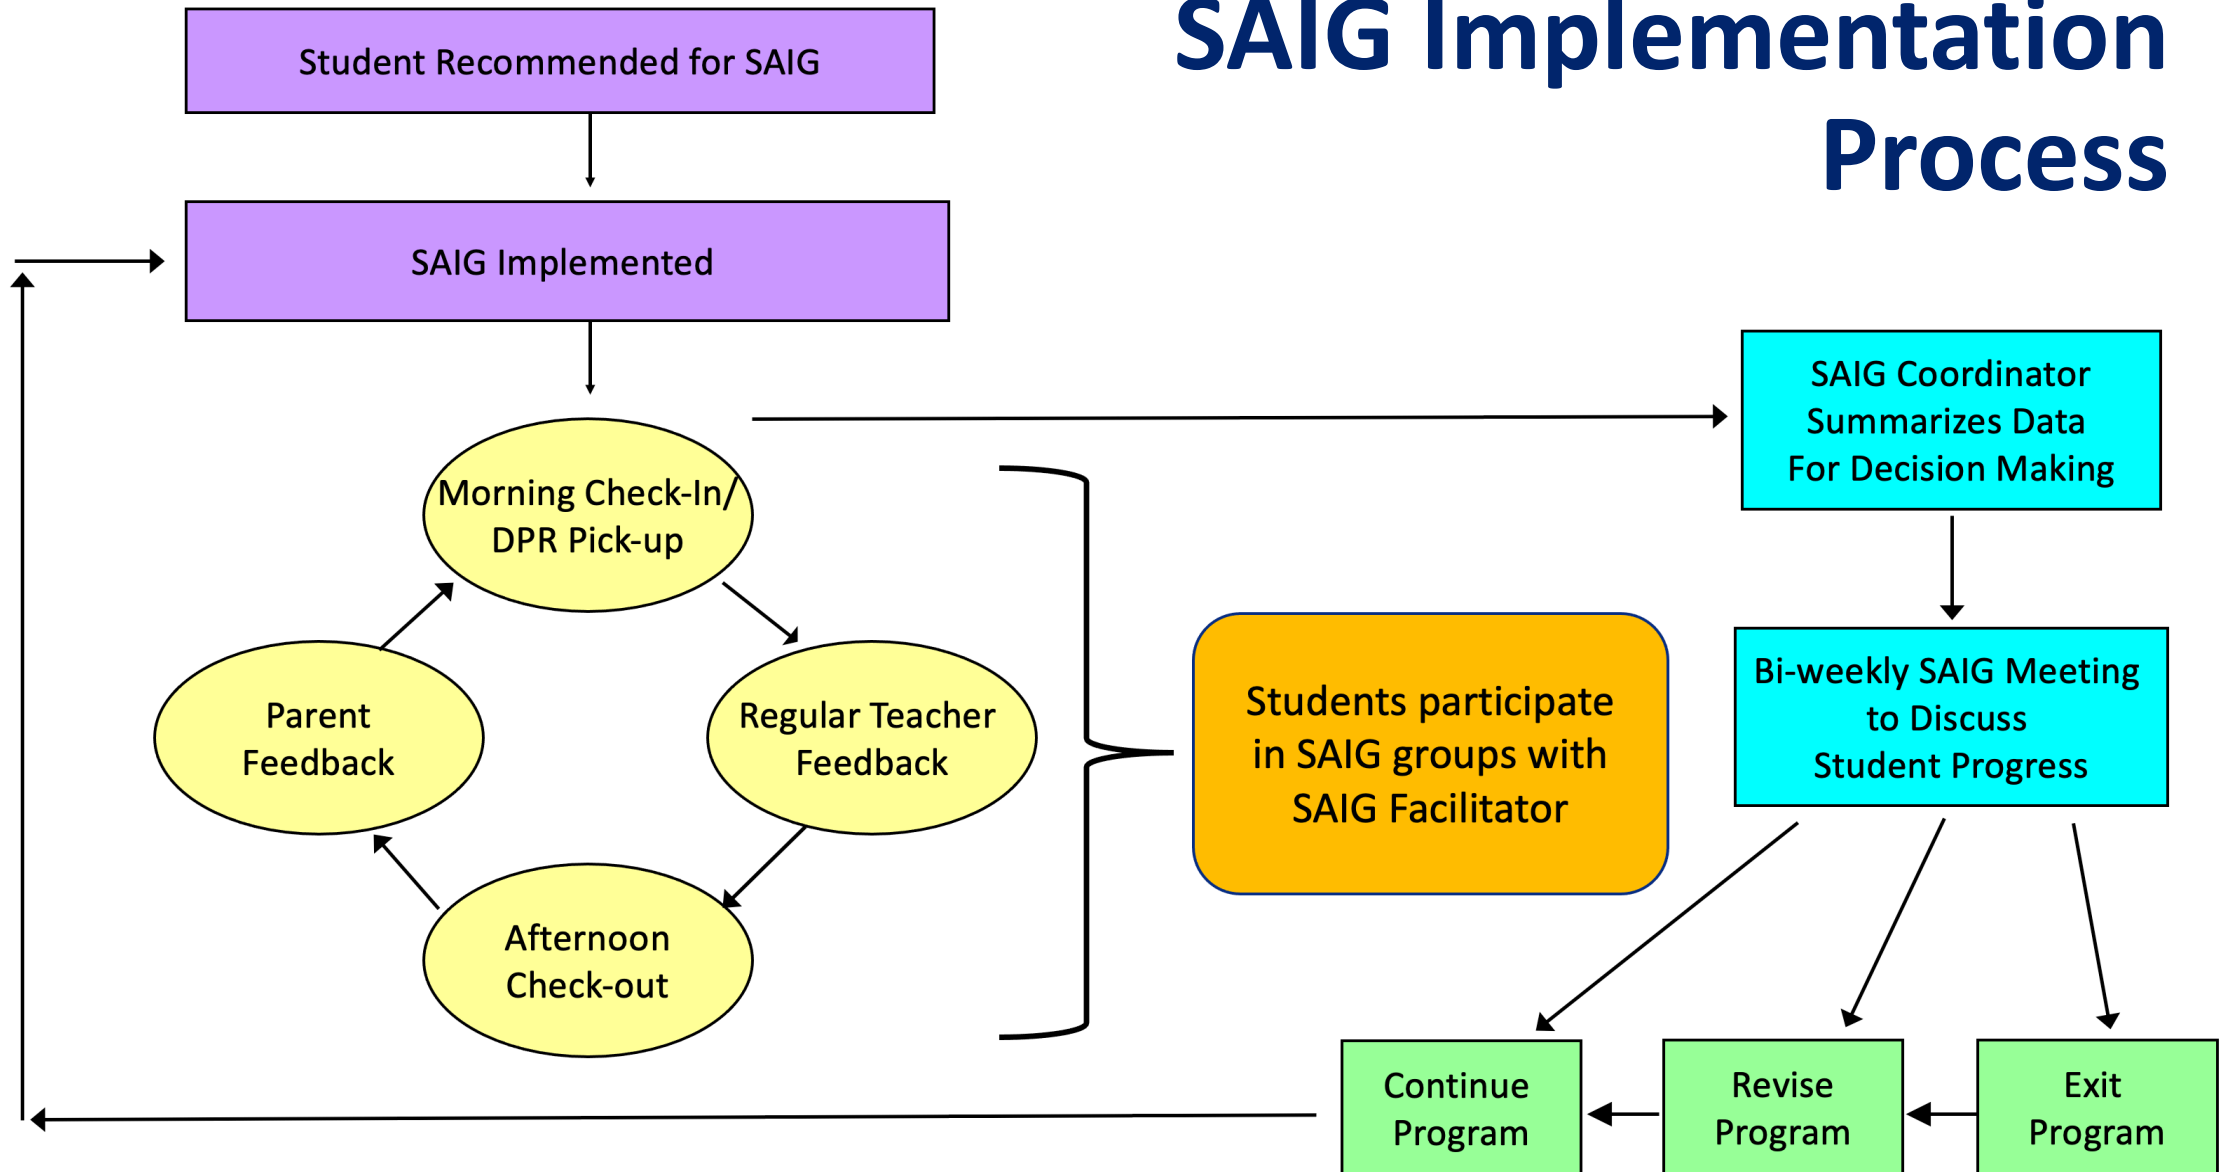 SAIG Implementation
Process
Student Recommended for SAIG
SAIG Implemented
Morning Check-In/
DPR Pick-up
Parent
Feedback
Regular Teacher
Feedback
Afternoon
Check-out
Students participate
in SAIG groups with
SAIG Facilitator
SAIG Coordinator
Summarizes Data
For Decision Making
Bi-weekly SAIG Meeting
to Discuss
Student Progress
Continue
Program
Revise
Program
Exit
Program